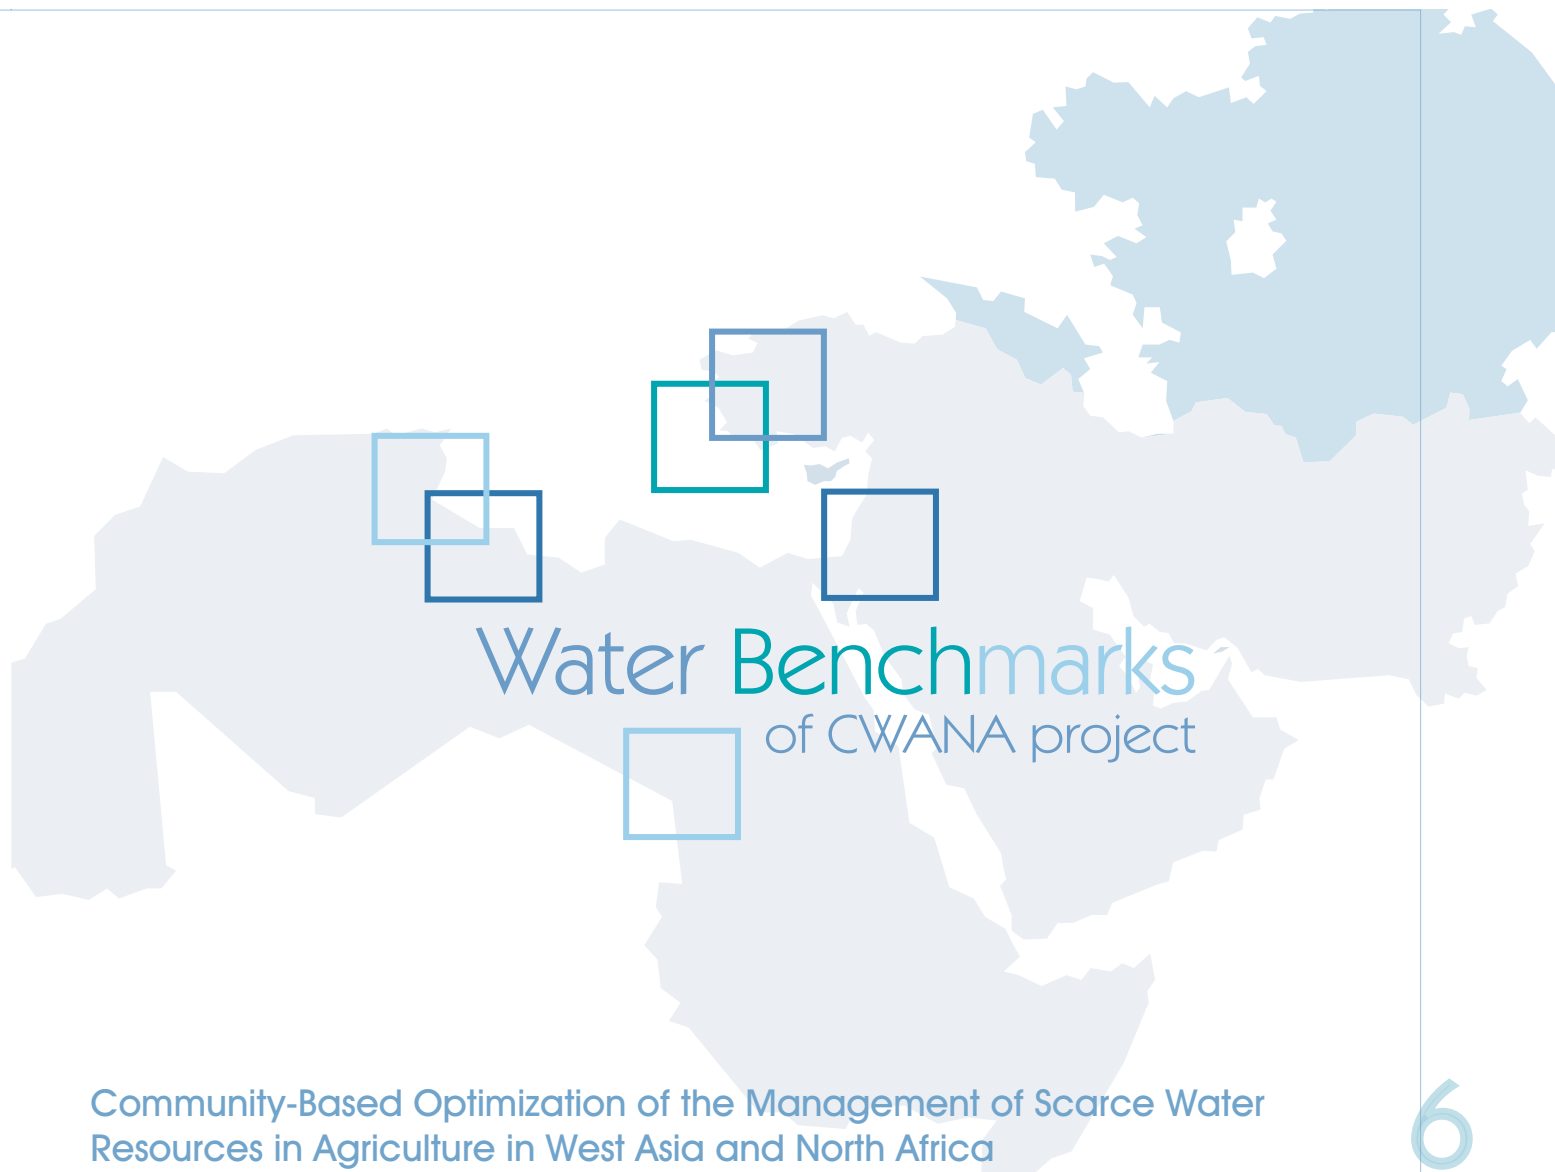 Water Benchmarks
of CWANA project
Community-Based Optimization of the Management of Scarce Water
Resources in Agriculture in West Asia and North Africa
6